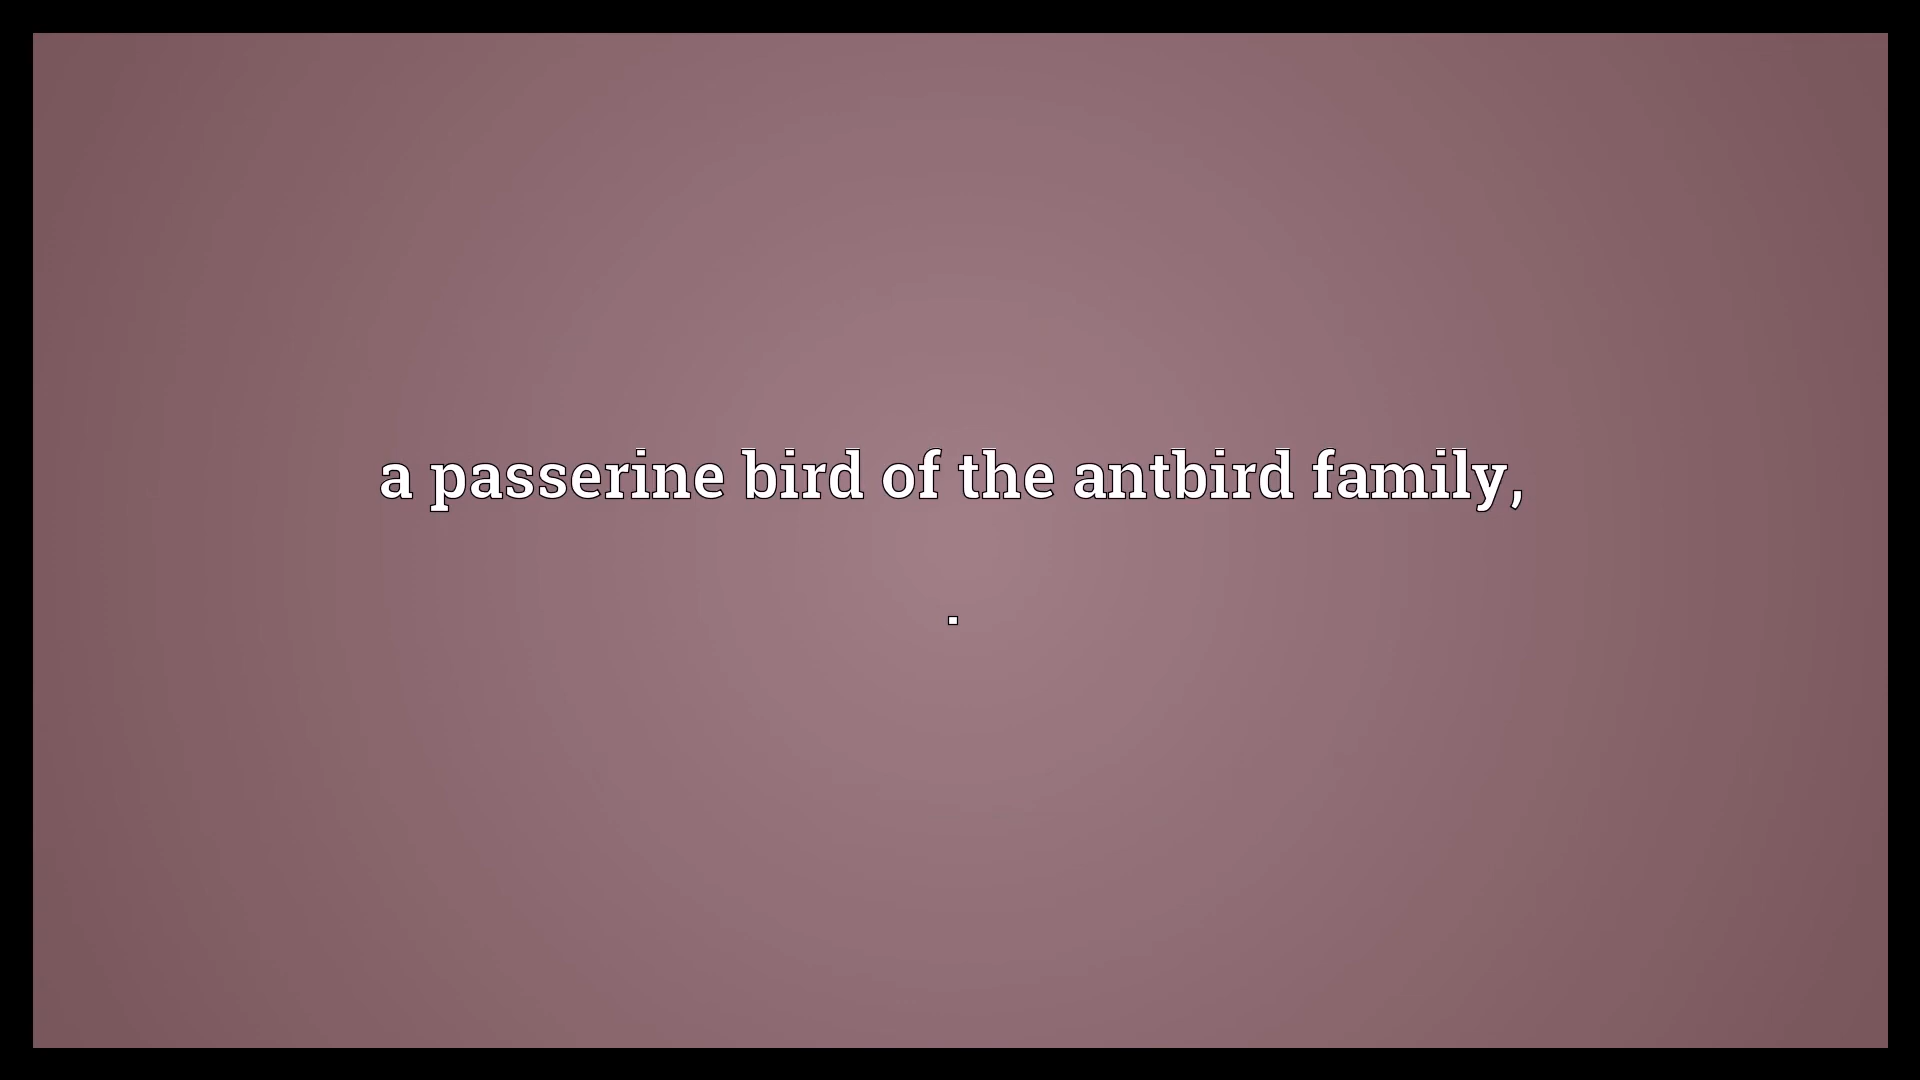 a passerine bird of the antbird family,
.